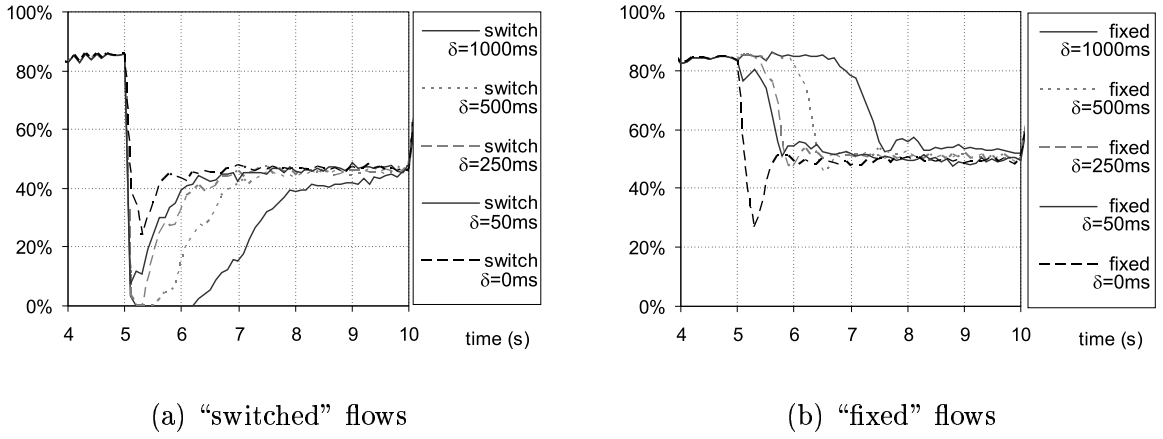 100%
80%
60%
40%
20%
0%
4 5 6 7 8 9 10
time (s)
switch
δ=1000ms
switch
δ=500ms
switch
δ=250ms
switch
δ=50ms
switch
δ=0ms
(a) “switched” flows
100%
80%
60%
40%
20%
0%
4 5 6 7 8 9 10
time (s)
fixed
δ=1000ms
fixed
δ=500ms
fixed
δ=250ms
fixed
δ=50ms
fixed
δ=0ms
(b) “fixed” flows